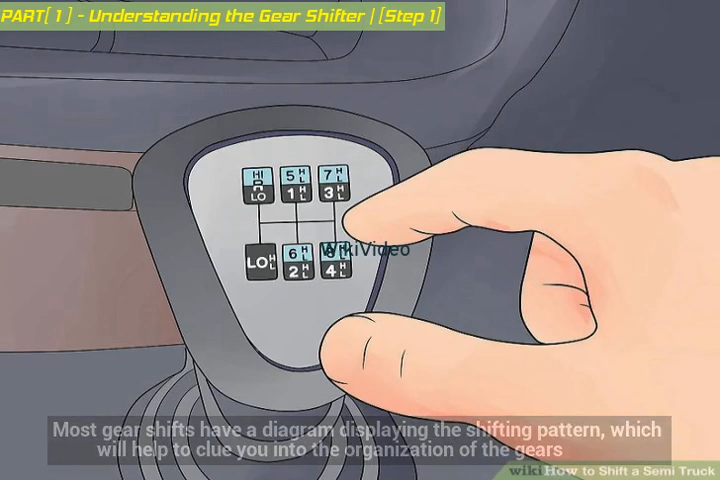 PART[ 1 ] - Understanding the Gear Shifter | [Step 1]
HI R LO 5 H L 1 H L 7 H L 3 H L
LO H L 6 H L 2 H L 8 H L 4 H L
WikiVideo
Most gear shifts have a diagram displaying the shifting pattern, which
will help to clue you into the organization of the gears
wikiHow to Shift a Semi Truck